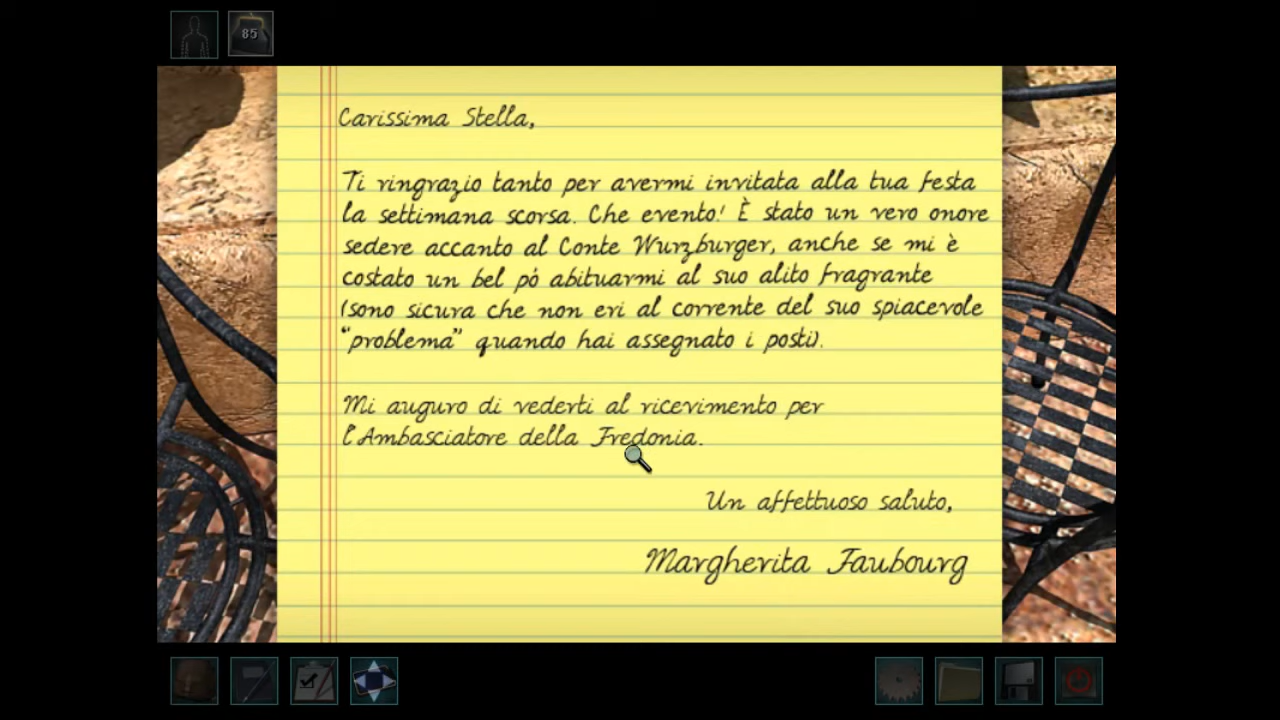 85
Carissima Stella,
Ti ringrazio tanto per avermi invitata alla tua festa
la settimana scorsa. Che evento! È stato un vero onore
sedere accanto al Conte Wurzburger, anche se mi è
costato un bel pó abituarmi al suo alito fragrante
(sono sicura che non eri al corrente del suo spiacevole
“problema” quando hai assegnato i posti).
Mi auguro di vederti al ricevimento per
l'Ambasciatore della Fredonia.
Un affettuoso saluto,
Margherita Faubourg